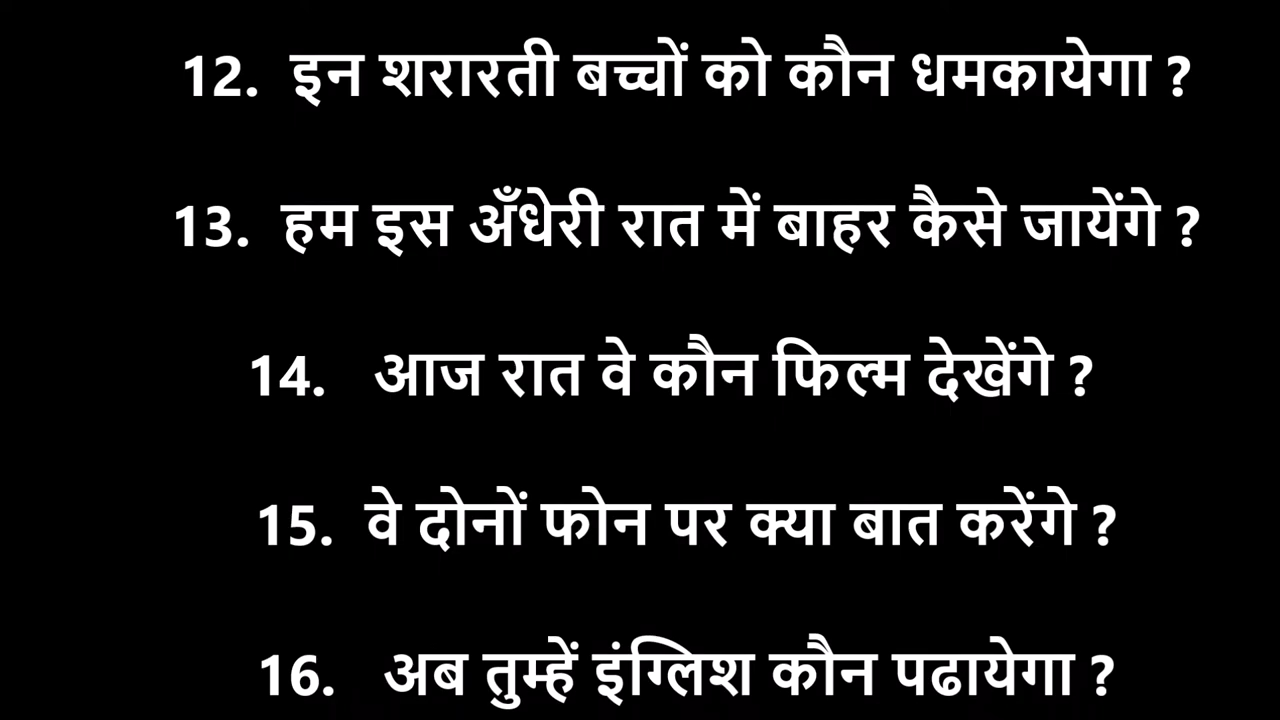 12. इन शरारती बच्चों को कौन धमकायेगा ?
13. हम इस अँधेरी रात में बाहर कैसे जायेंगे ?
14. आज रात वे कौन फिल्म देखेंगे ?
15. वे दोनों फोन पर क्या बात करेंगे ?
16. अब तुम्हें इंग्लिश कौन पढायेगा ?